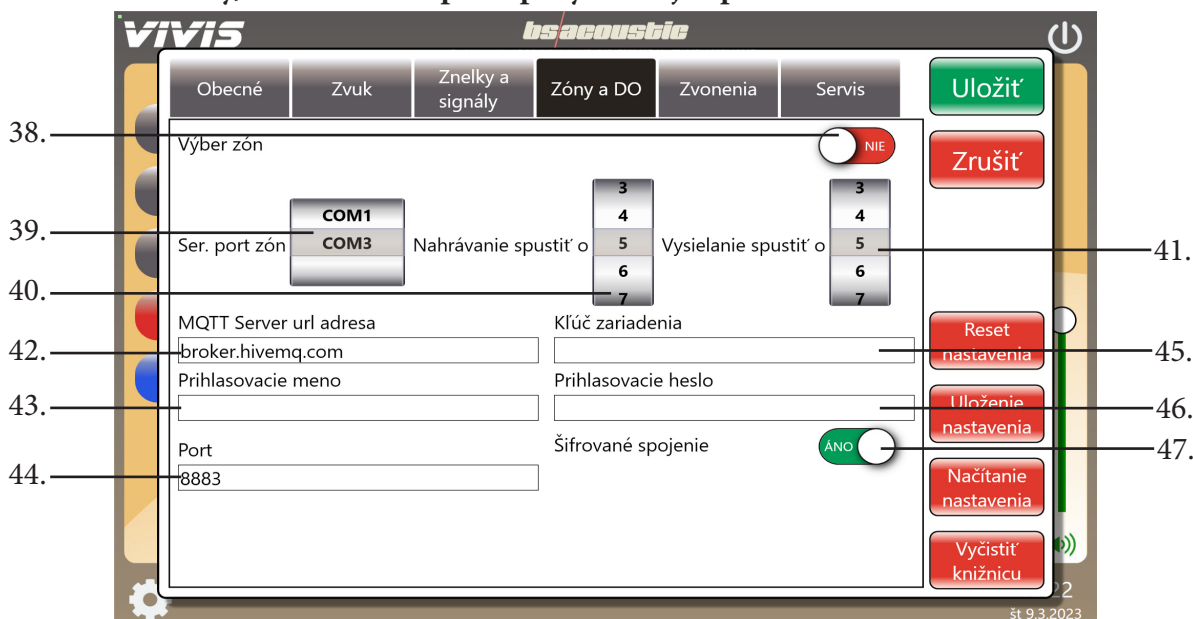 VIVIS bsacoustic
Obecné Zvuk Znelky a signály Zóny a DO Zvonenia Servis Uložiť
38. Výber zón NIE Zrušiť
3 3
COM1 4 4
39. Ser. port zón COM3 Nahrávanie spustiť o 5 Vysielanie spustiť o 5 41.
6 6
40. 7 7
MQTT Server url adresa Kľúč zariadenia Reset
42. broker.hivemq.com 45. nastavenia
Prihlasovacie meno Prihlasovacie heslo
43. 46. Uloženie
nastavenia
Port Šifrované spojenie ÁNO 47.
44. 8883 Načítanie
nastavenia
Vyčistiť
knižnicu
22
št 9.3.2023